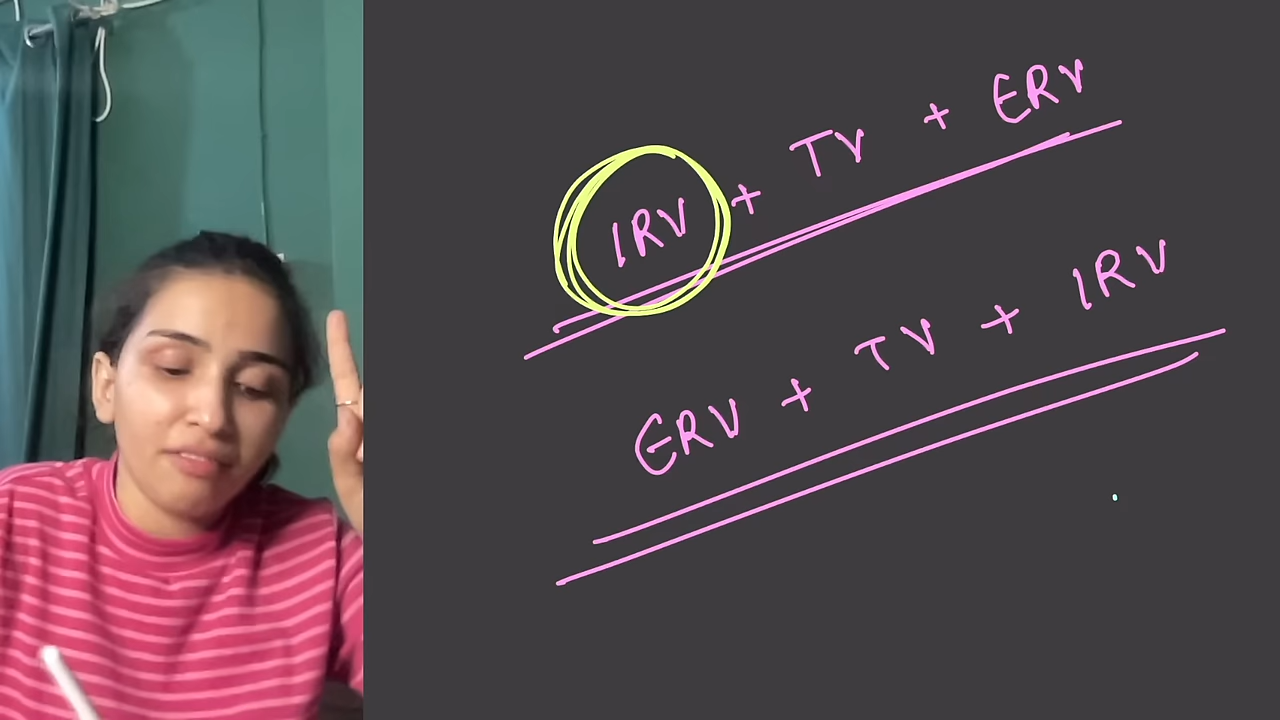 IRV + TV + ERV
ERV + TV + IRV